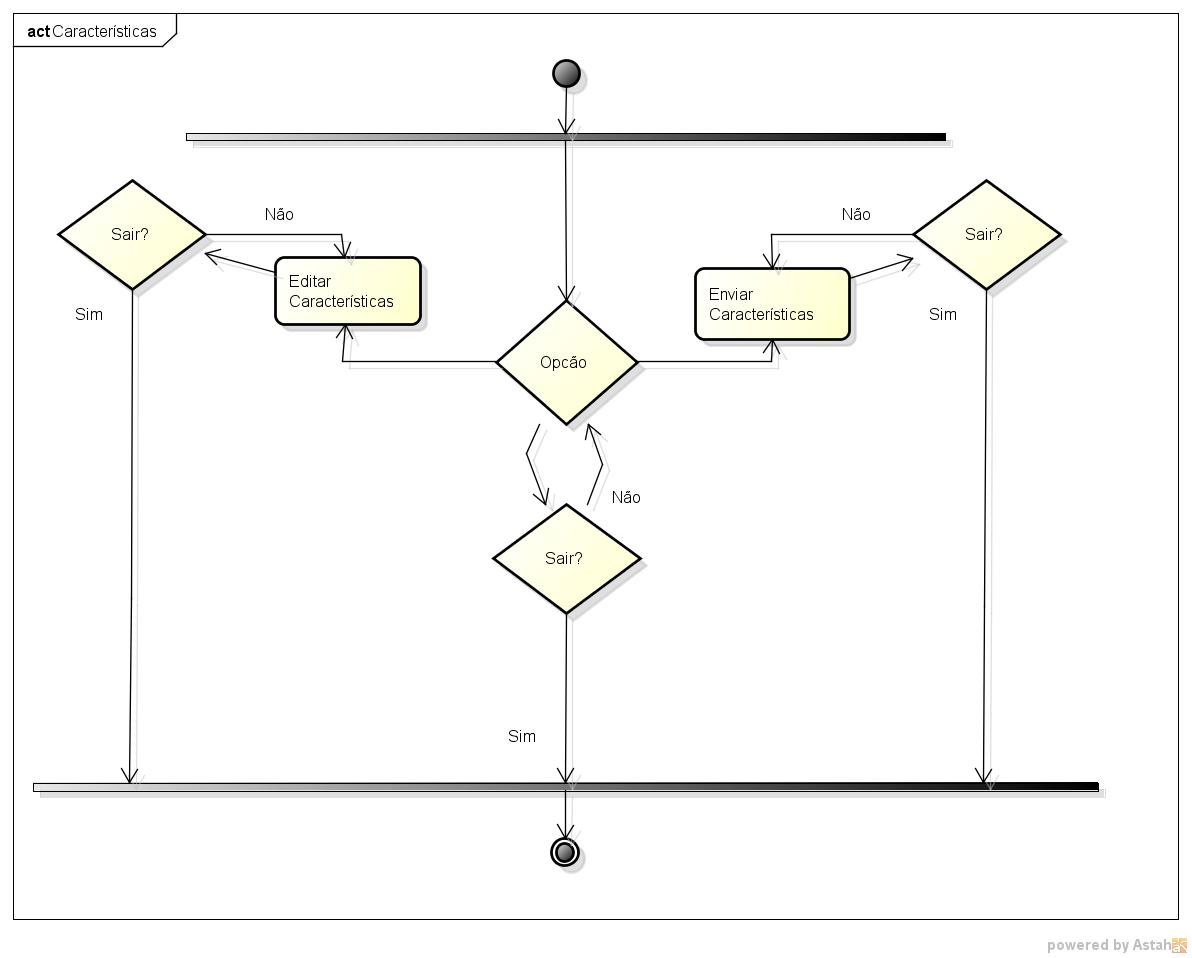 act Características
Sair?
Não
Não
Sair?
Editar
Características
Enviar
Características
Sim
Sim
Opcão
Não
Sair?
Sim
powered by Astah